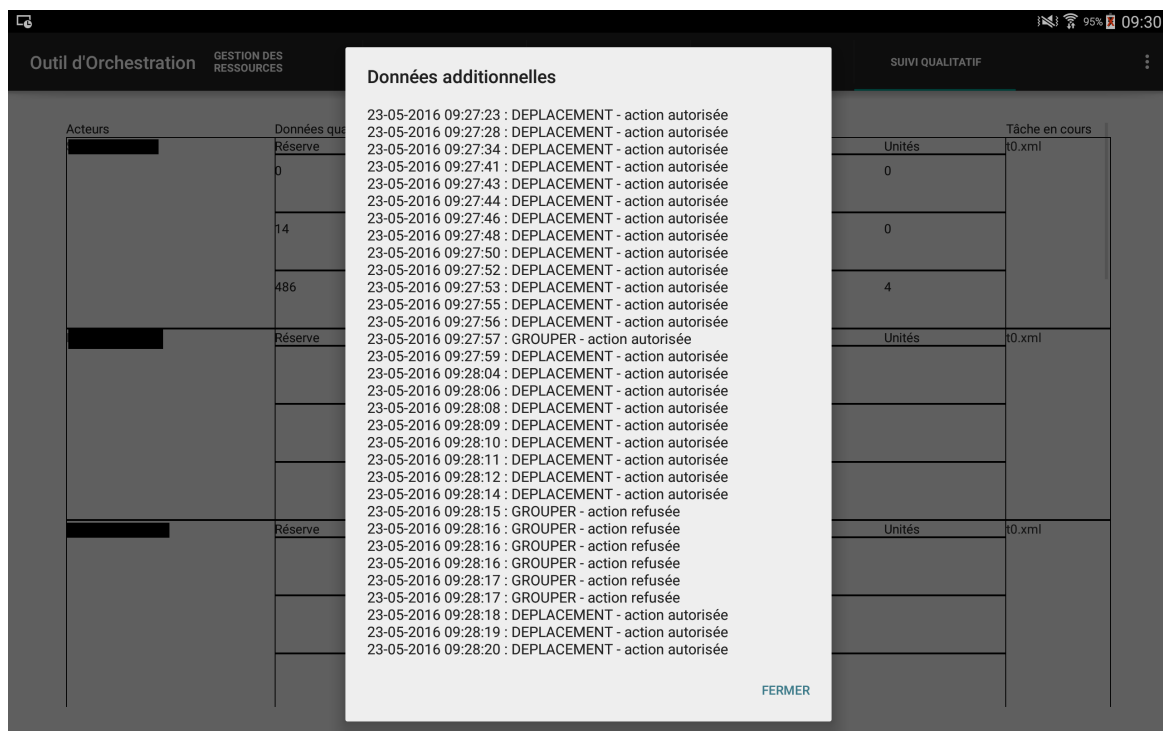 95% 09:30
Outil d'Orchestration
GESTION DES
RESSOURCES
SUIVI QUALITATIF
Acteurs
Données qua
Tâche en cours
Réserve
Unités
t0.xml
0
0
14
0
486
4
Réserve
Unités
t0.xml
Réserve
Unités
t0.xml
Données additionnelles
23-05-2016 09:27:23 : DEPLACEMENT - action autorisée
23-05-2016 09:27:28 : DEPLACEMENT - action autorisée
23-05-2016 09:27:34 : DEPLACEMENT - action autorisée
23-05-2016 09:27:41 : DEPLACEMENT - action autorisée
23-05-2016 09:27:43 : DEPLACEMENT - action autorisée
23-05-2016 09:27:44 : DEPLACEMENT - action autorisée
23-05-2016 09:27:46 : DEPLACEMENT - action autorisée
23-05-2016 09:27:48 : DEPLACEMENT - action autorisée
23-05-2016 09:27:50 : DEPLACEMENT - action autorisée
23-05-2016 09:27:52 : DEPLACEMENT - action autorisée
23-05-2016 09:27:53 : DEPLACEMENT - action autorisée
23-05-2016 09:27:55 : DEPLACEMENT - action autorisée
23-05-2016 09:27:56 : DEPLACEMENT - action autorisée
23-05-2016 09:27:57 : GROUPER - action autorisée
23-05-2016 09:27:59 : DEPLACEMENT - action autorisée
23-05-2016 09:28:04 : DEPLACEMENT - action autorisée
23-05-2016 09:28:06 : DEPLACEMENT - action autorisée
23-05-2016 09:28:08 : DEPLACEMENT - action autorisée
23-05-2016 09:28:09 : DEPLACEMENT - action autorisée
23-05-2016 09:28:10 : DEPLACEMENT - action autorisée
23-05-2016 09:28:11 : DEPLACEMENT - action autorisée
23-05-2016 09:28:12 : DEPLACEMENT - action autorisée
23-05-2016 09:28:14 : DEPLACEMENT - action autorisée
23-05-2016 09:28:15 : GROUPER - action refusée
23-05-2016 09:28:16 : GROUPER - action refusée
23-05-2016 09:28:16 : GROUPER - action refusée
23-05-2016 09:28:16 : GROUPER - action refusée
23-05-2016 09:28:17 : GROUPER - action refusée
23-05-2016 09:28:17 : GROUPER - action refusée
23-05-2016 09:28:18 : DEPLACEMENT - action autorisée
23-05-2016 09:28:19 : DEPLACEMENT - action autorisée
23-05-2016 09:28:20 : DEPLACEMENT - action autorisée
FERMER